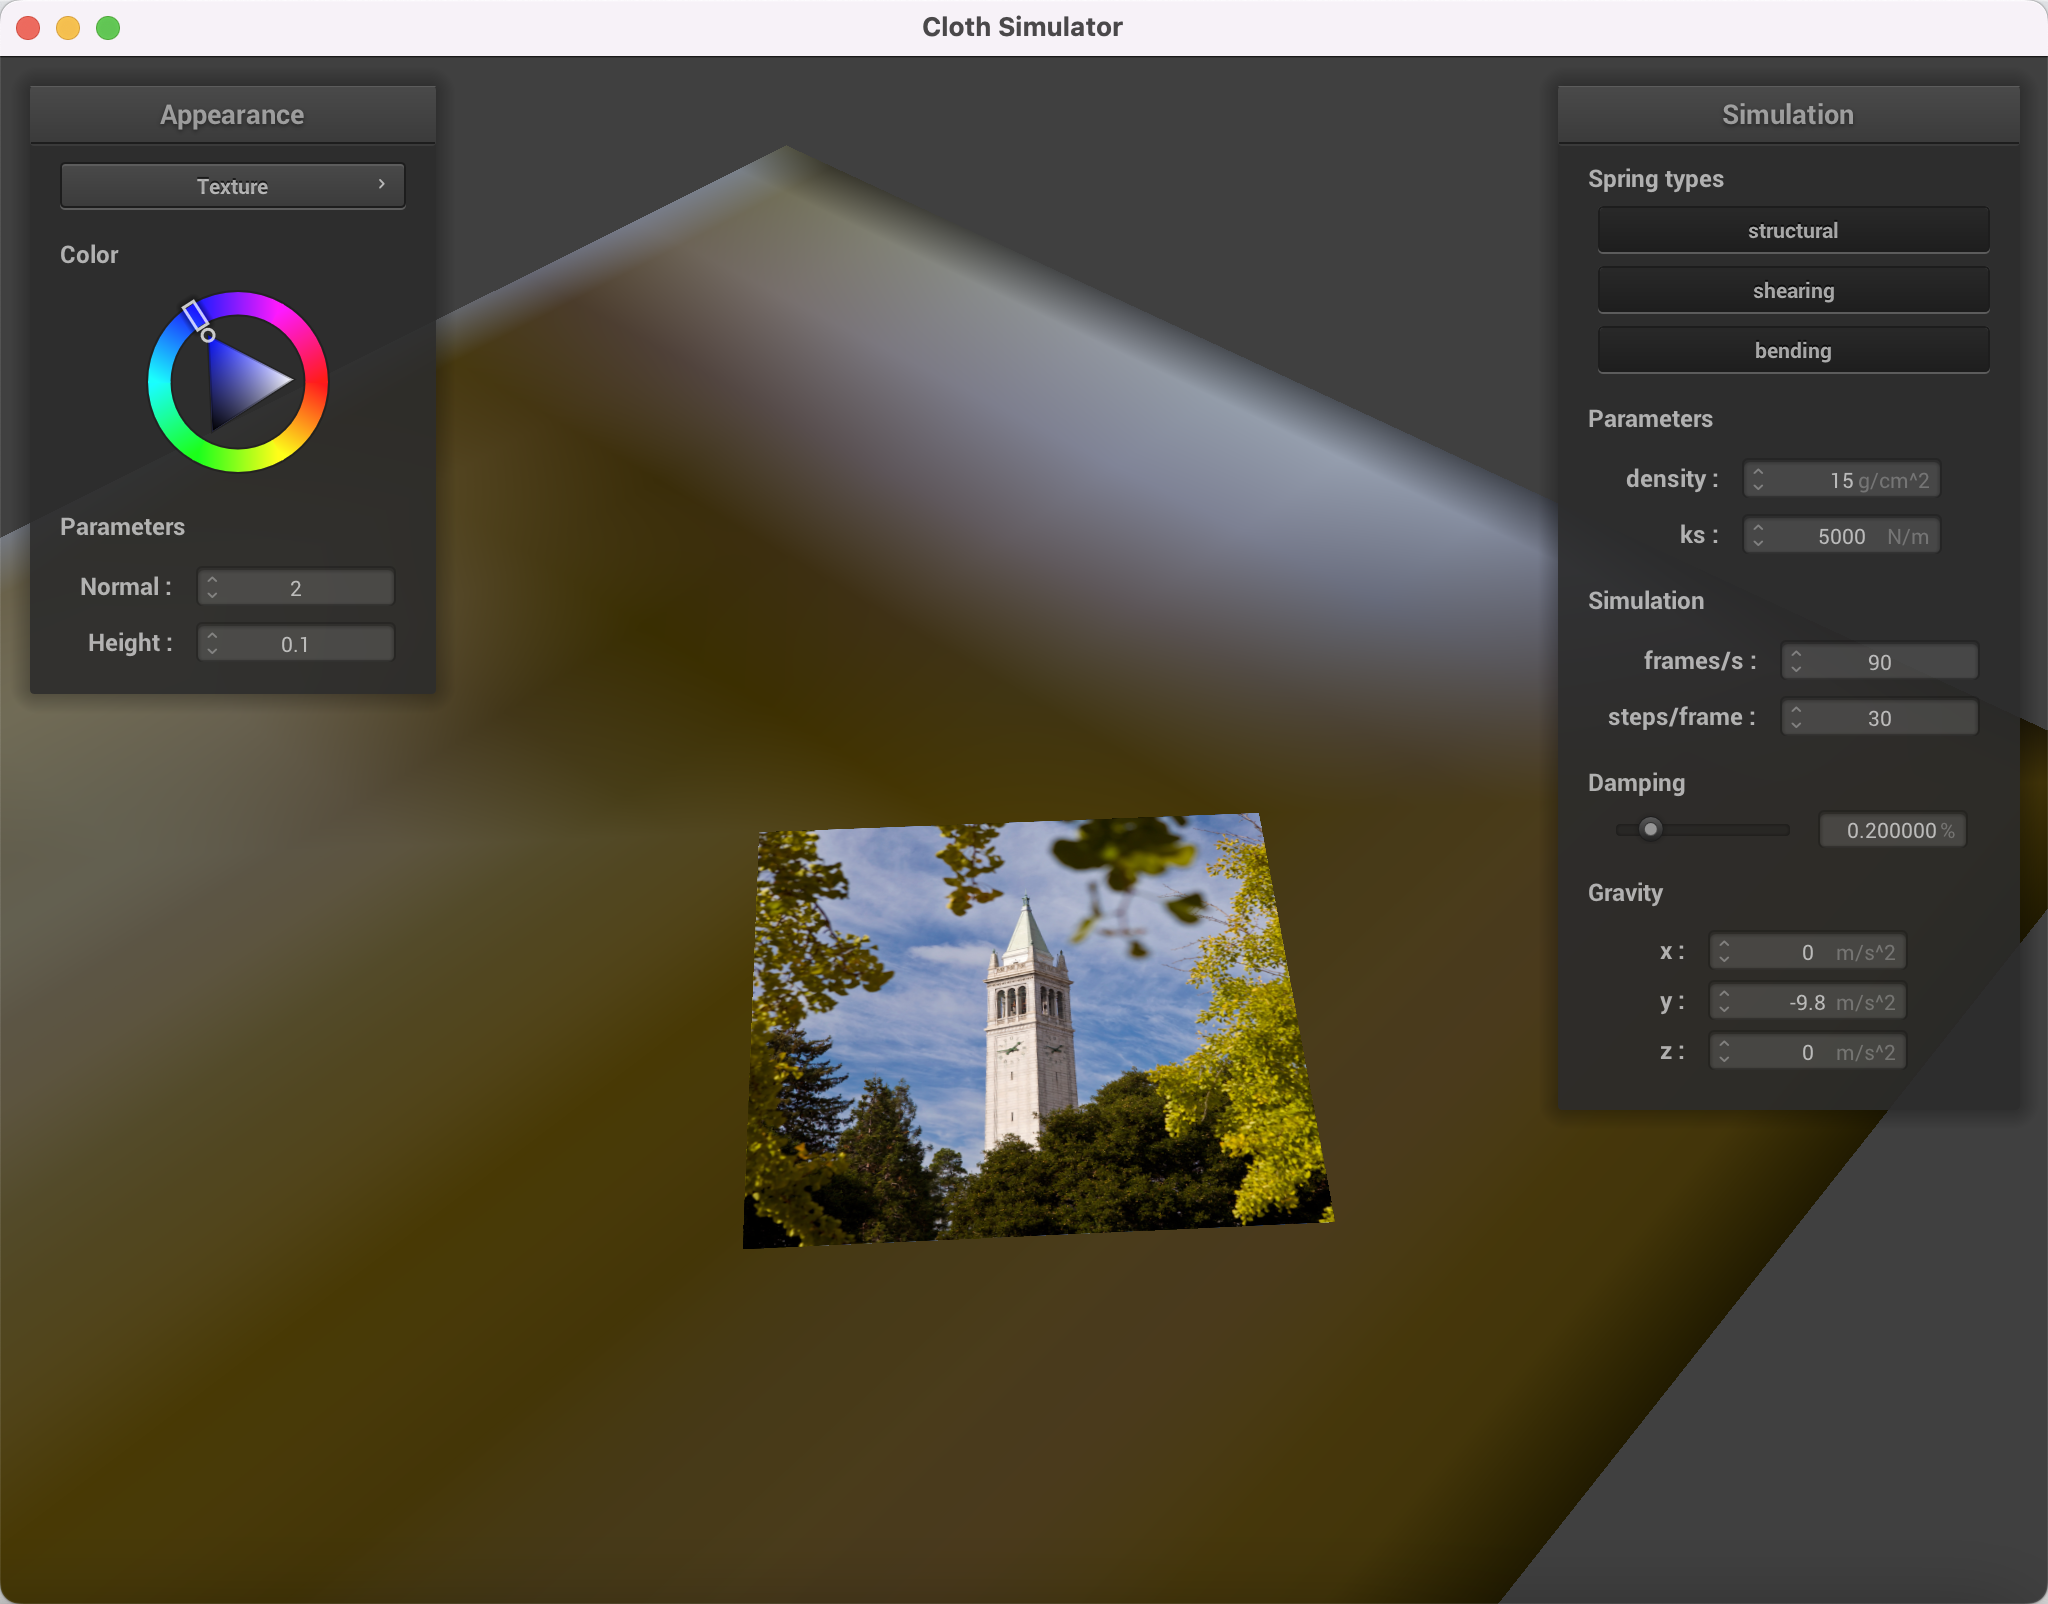 Cloth Simulator
Appearance
Texture
Color
Parameters
Normal : 2
Height : 0.1
Simulation
Spring types
structural
shearing
bending
Parameters
density : 15 g/cm^2
ks : 5000 N/m
Simulation
frames/s : 90
steps/frame : 30
Damping
0.200000 %
Gravity
x : 0 m/s^2
y : -9.8 m/s^2
z : 0 m/s^2